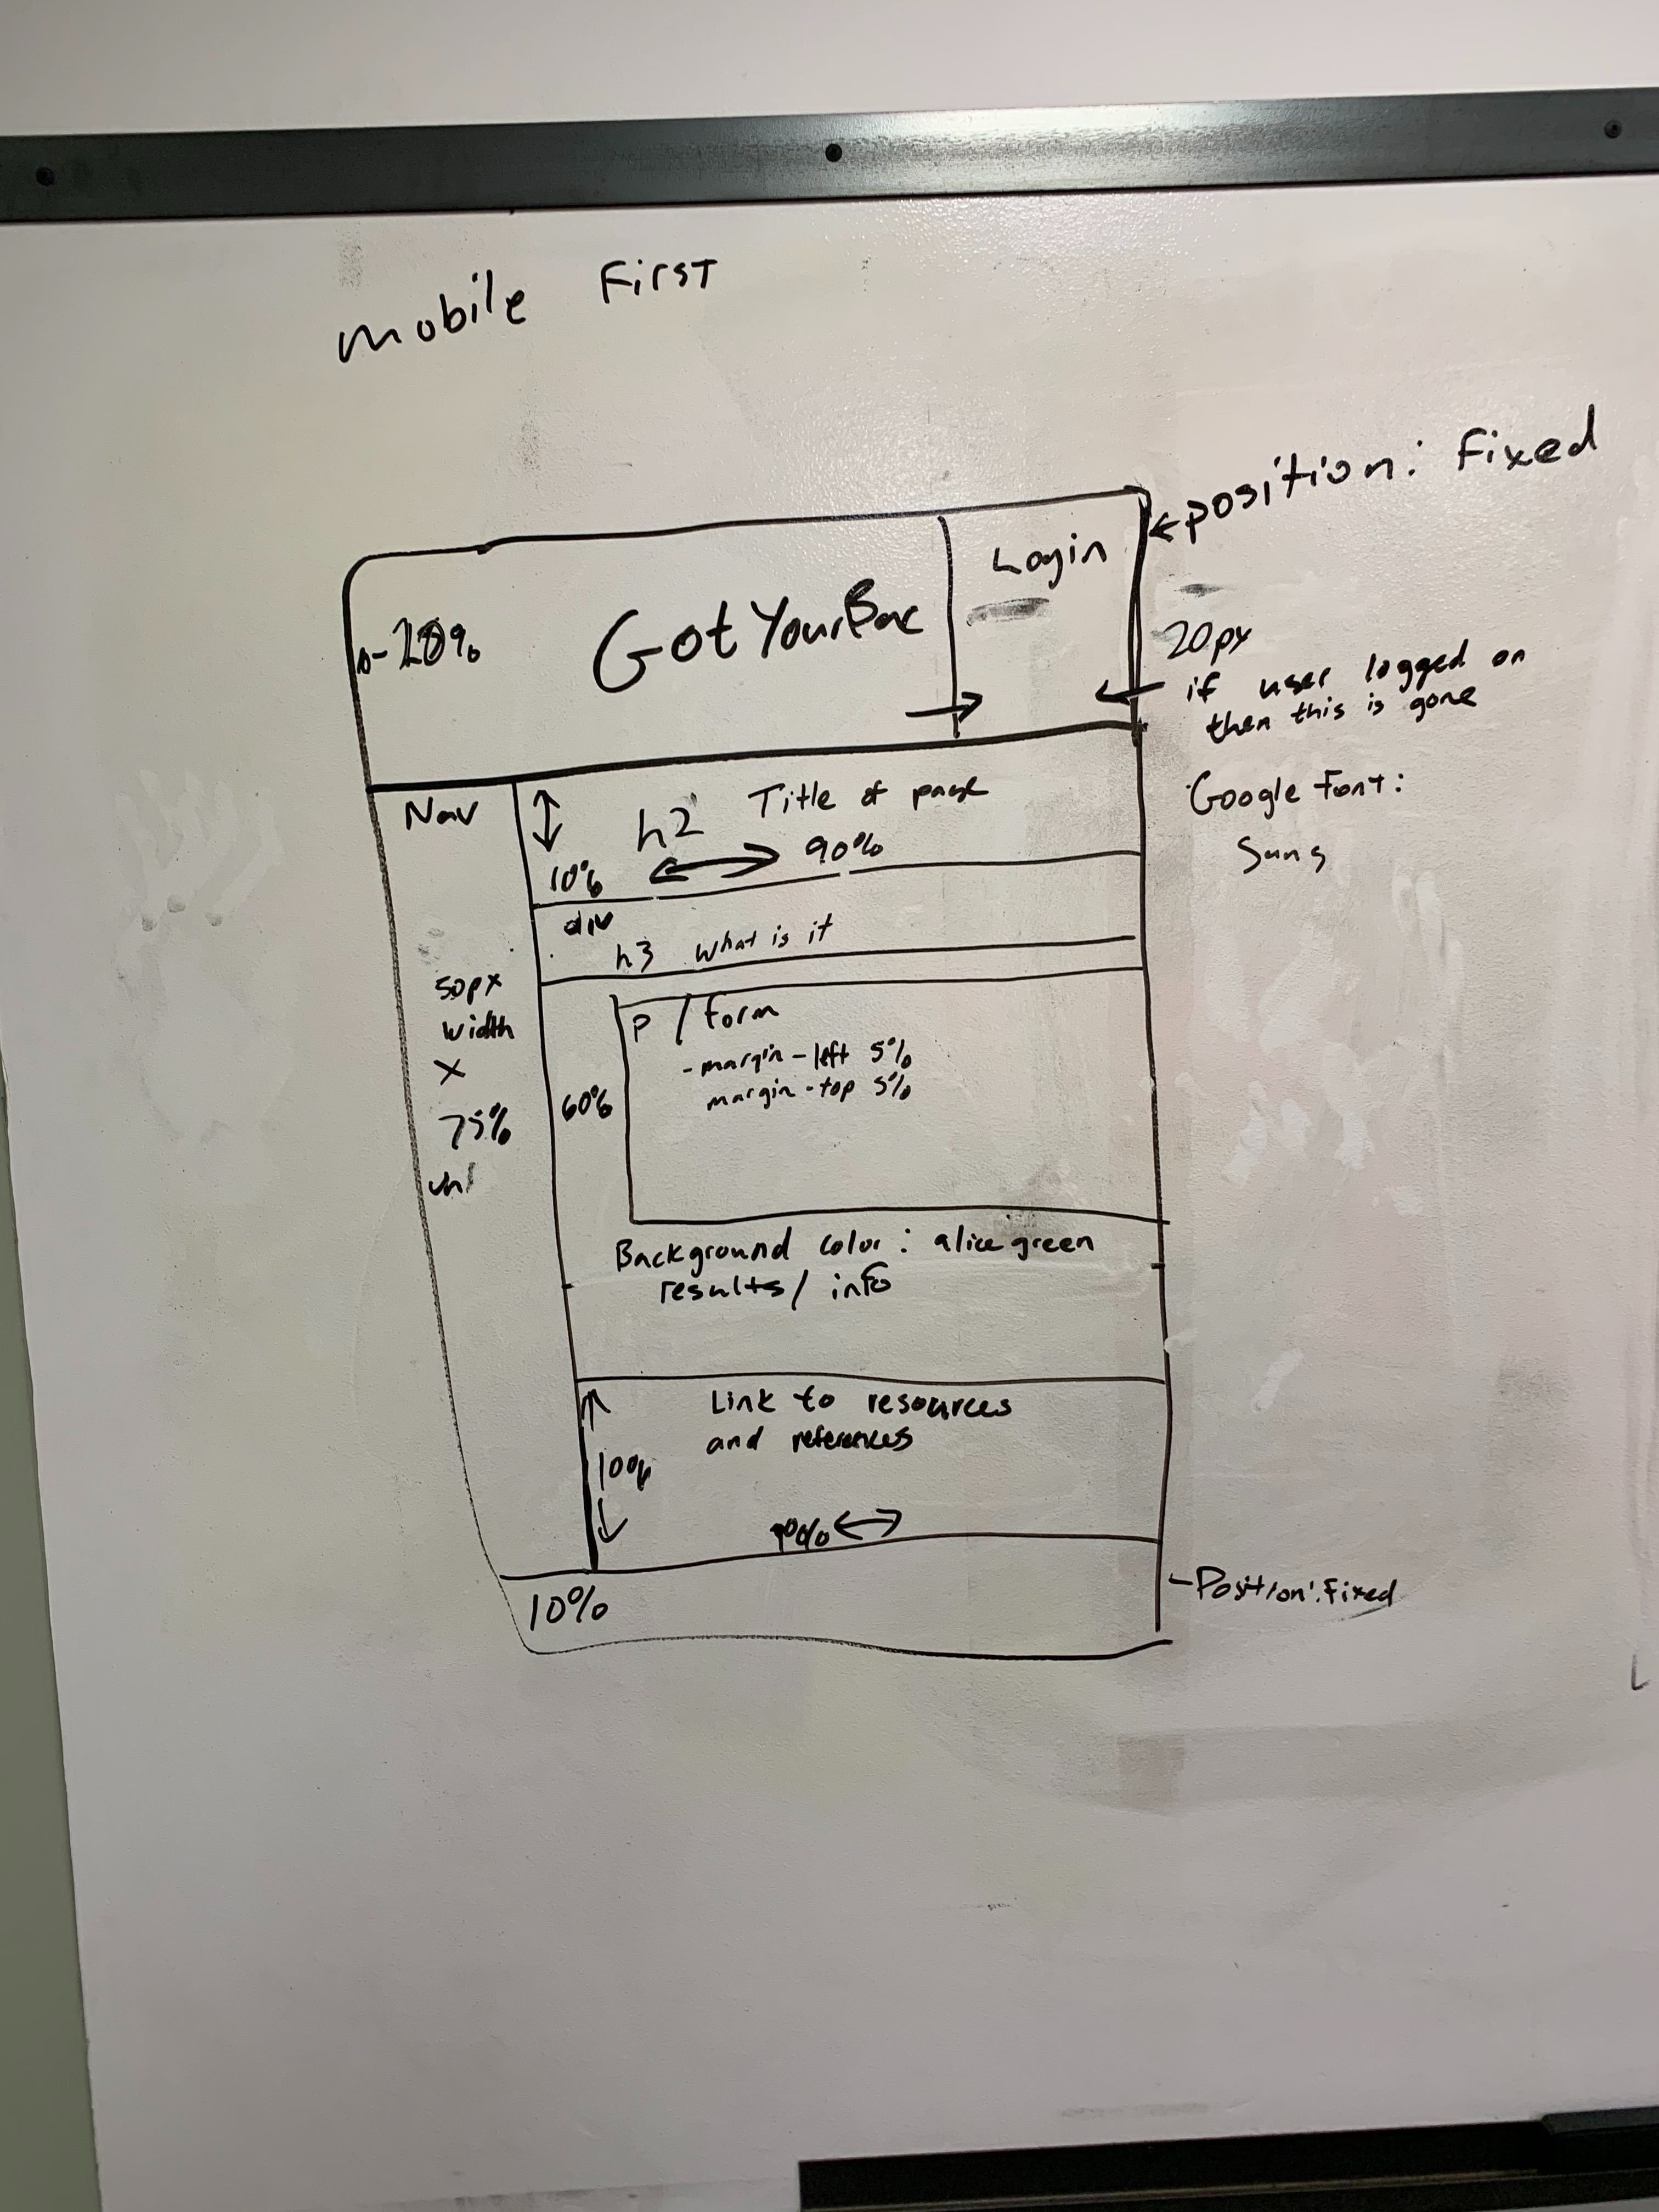 mobile First
position: Fixed
Login
20%
GotYourBac
20px
if user logged on
then this is gone
Google Font:
Nav
h2 Title of page
10%
90%
div
h3 What is it
50px
width
x
75%
p / form
- margin-left 5%
margin-top 5%
60%
Background color: alice green
results / info
Link to resources
and references
10%
90%
10%
-Position: Fixed